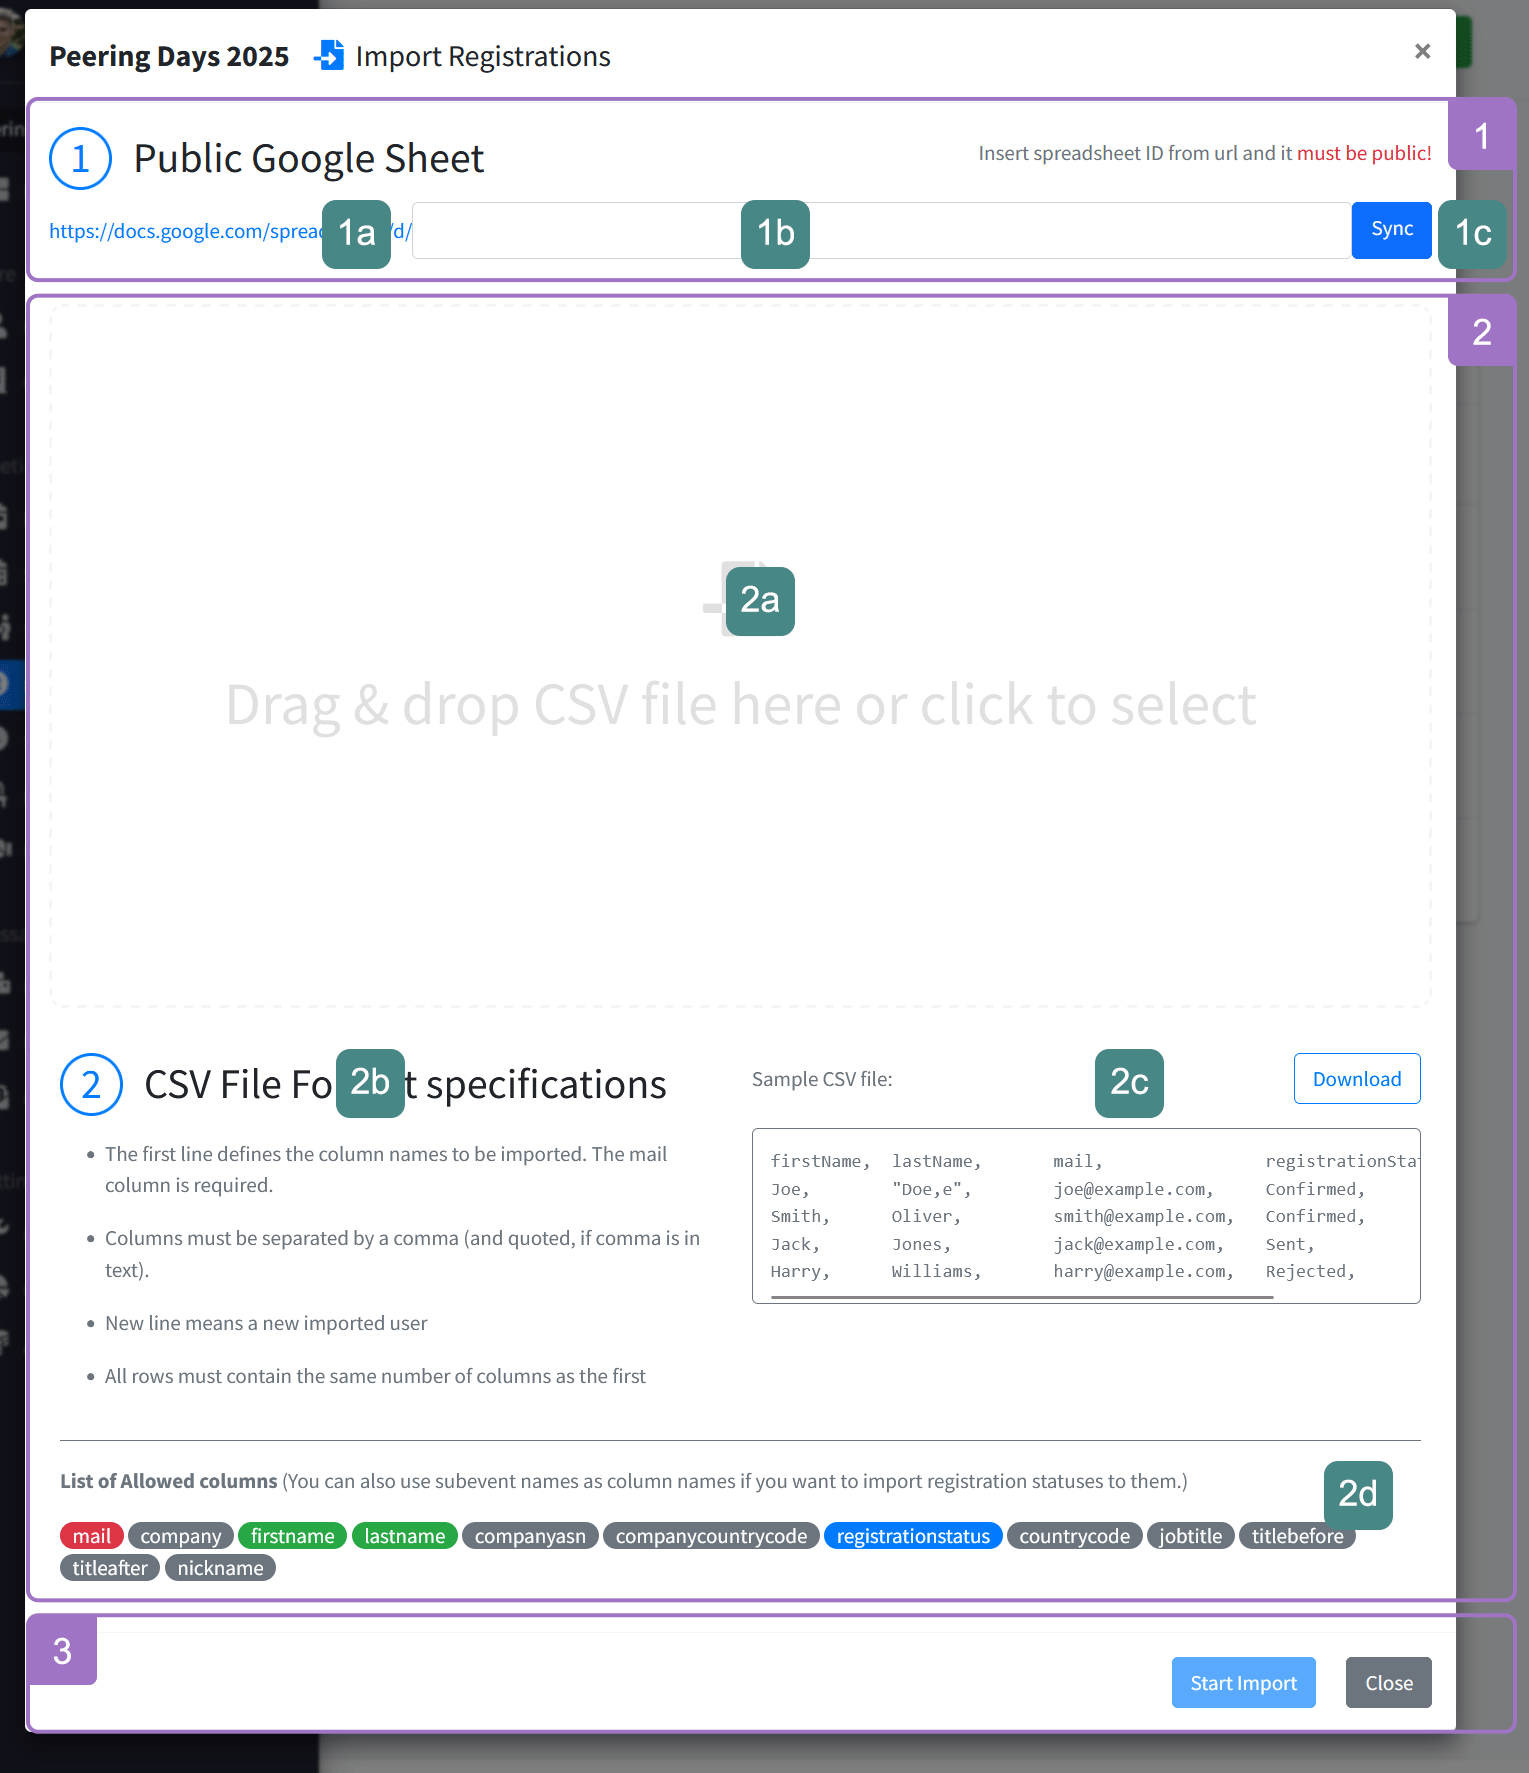 Peering Days 2025 Import Registrations
×
1
1 Public Google Sheet
Insert spreadsheet ID from url and it must be public!
https://docs.google.com/sprea 1a /d/
1b
Sync
1c
2
2a
Drag & drop CSV file here or click to select
2 CSV File Fo 2b t specifications
The first line defines the column names to be imported. The mail
column is required.
Columns must be separated by a comma (and quoted, if comma is in
text).
New line means a new imported user
All rows must contain the same number of columns as the first
Sample CSV file:
2c
Download
firstName, lastName, mail, registrationSta
Joe, "Doe,e", joe@example.com, Confirmed,
Smith, Oliver, smith@example.com, Confirmed,
Jack, Jones, jack@example.com, Sent,
Harry, Williams, harry@example.com, Rejected,
List of Allowed columns (You can also use subevent names as column names if you want to import registration statuses to them.)
2d
mail company firstname lastname companyasn companycountrycode registrationstatus countrycode jobtitle titlebefore
titleafter nickname
3
Start Import Close